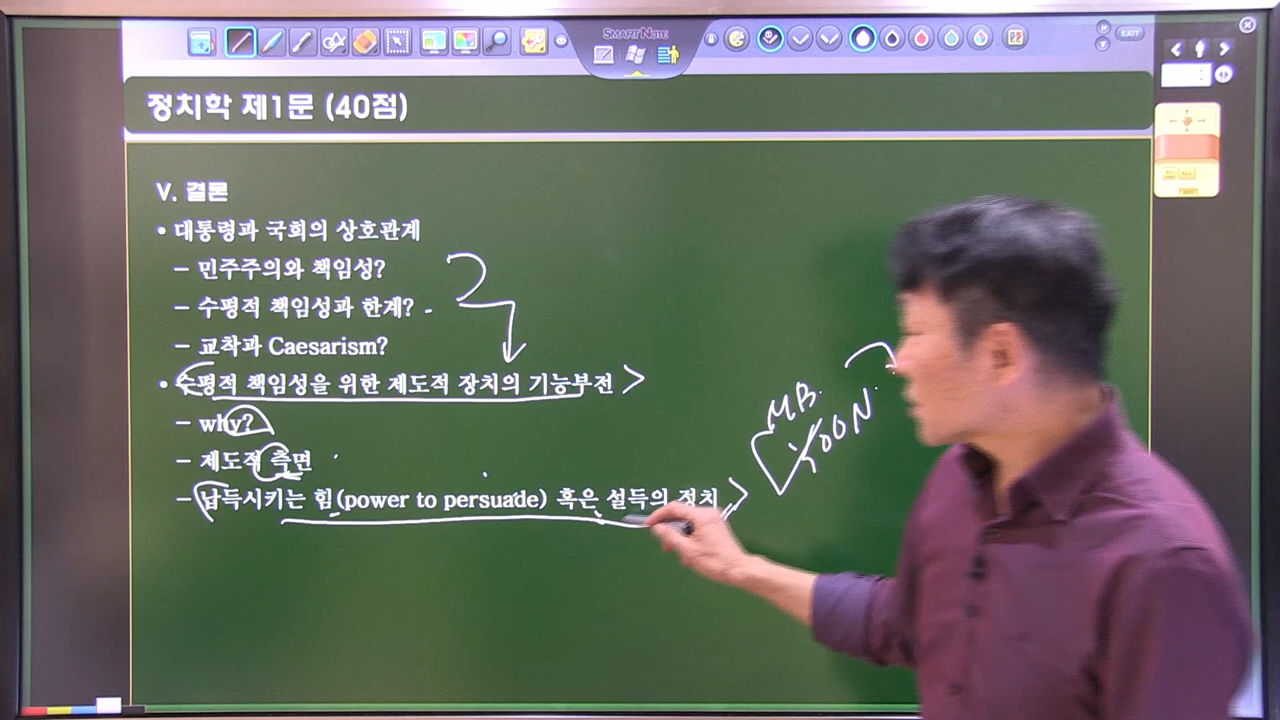 SMART NOTE
EXIT
정치학 제1문 (40점)
V. 결론
• 대통령과 국회의 상호관계
– 민주주의와 책임성?
– 수평적 책임성과 한계?
– 교착과 Caesarism?
• 수평적 책임성을 위한 제도적 장치의 기능부전
– why?
– 제도적 측면
– 납득시키는 힘(power to persuade) 혹은 설득의 정치
MB.
YOON
ALL